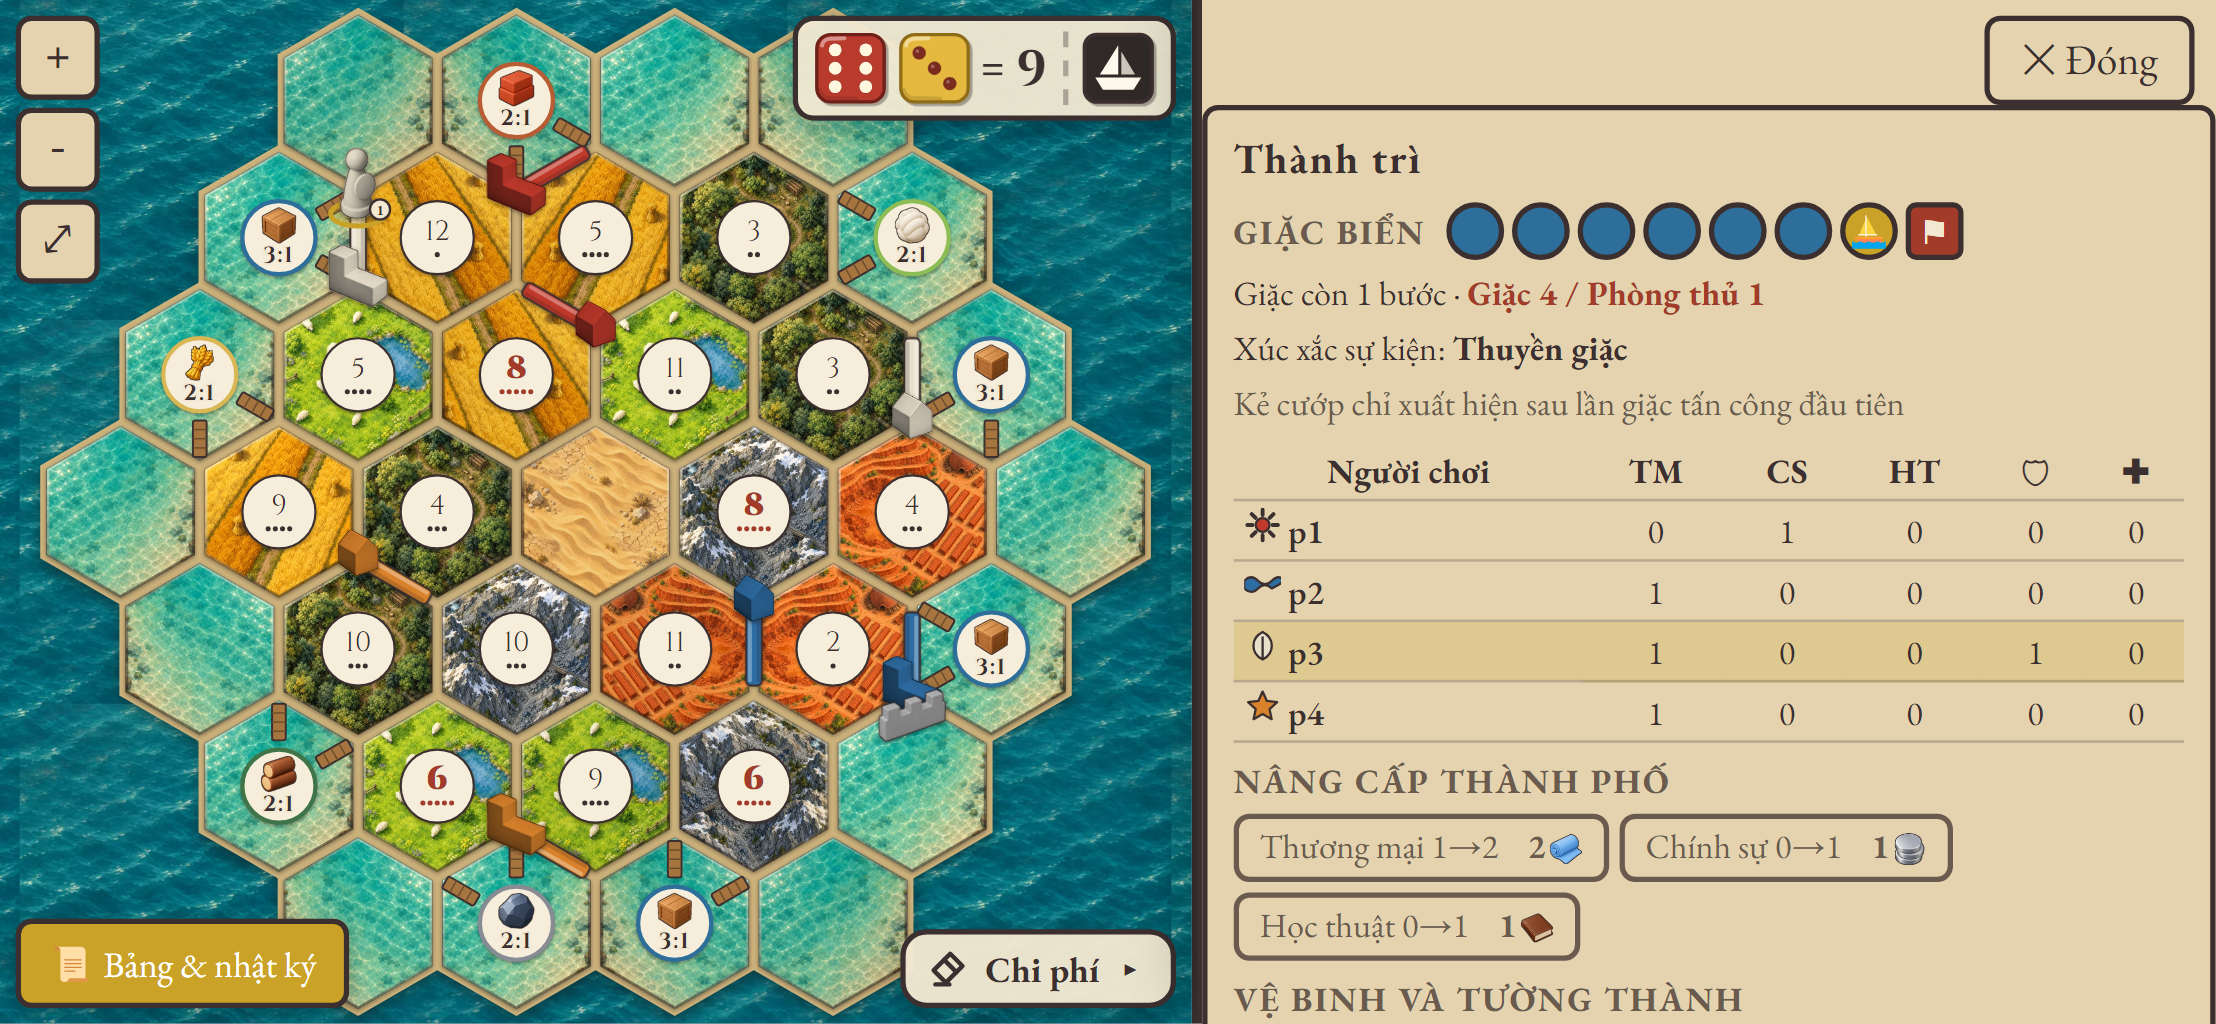 +
-
= 9
2:1
3:1
1
12
5
3
2:1
2:1
5
8
11
3
3:1
9
4
8
4
10
10
11
2
3:1
2:1
6
9
6
2:1
3:1
Bảng & nhật ký
Chi phí
Đóng
Thành trì
GIẶC BIỂN
Giặc còn 1 bước · Giặc 4 / Phòng thủ 1
Xúc xắc sự kiện: Thuyền giặc
Kẻ cướp chỉ xuất hiện sau lần giặc tấn công đầu tiên
Người chơi TM CS HT
p1 0 1 0 0 0
p2 1 0 0 0 0
p3 1 0 0 1 0
p4 1 0 0 0 0
NÂNG CẤP THÀNH PHỐ
Thương mại 1→2 2
Chính sự 0→1 1
Học thuật 0→1 1
VỆ BINH VÀ TƯỜNG THÀNH